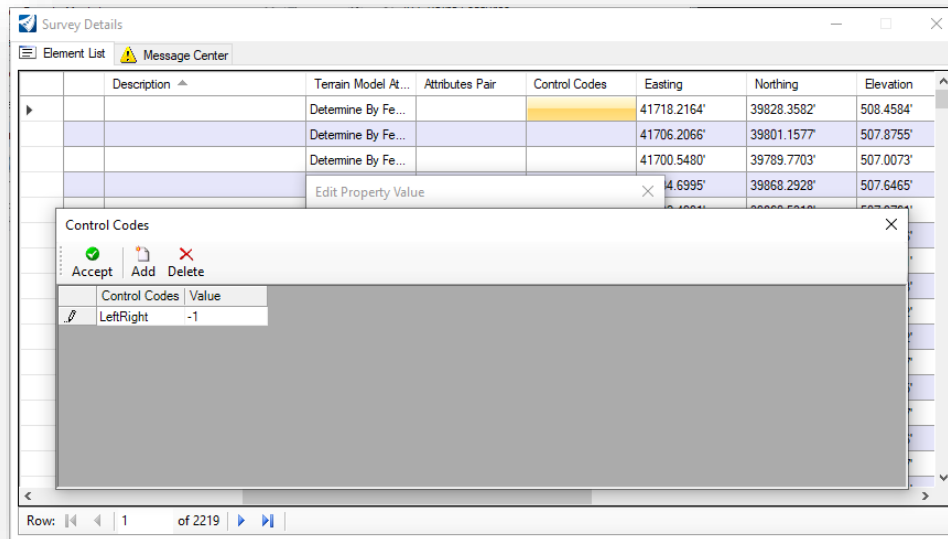 Survey Details
Element List Message Center
Description Terrain Model At... Attributes Pair Control Codes Easting Northing Elevation
Determine By Fe... 41718.2164' 39828.3582' 508.4584'
Determine By Fe... 41706.2066' 39801.1577' 507.8755'
Determine By Fe... 41700.5480' 39789.7703' 507.0073'
Edit Property Value 4.6995' 39868.2928' 507.6465'
Control Codes
Accept Add Delete
Control Codes Value
LeftRight -1
Row: 1 of 2219